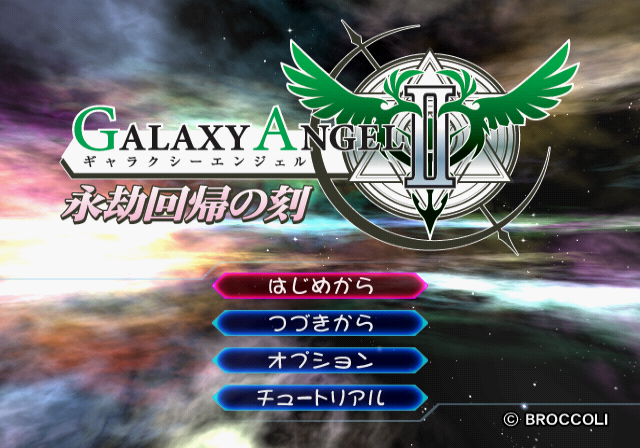 GALAXY ANGEL II
ギャラクシーエンジェル
永劫回帰の刻
はじめから
つづきから
オプション
チュートリアル
© BROCCOLI